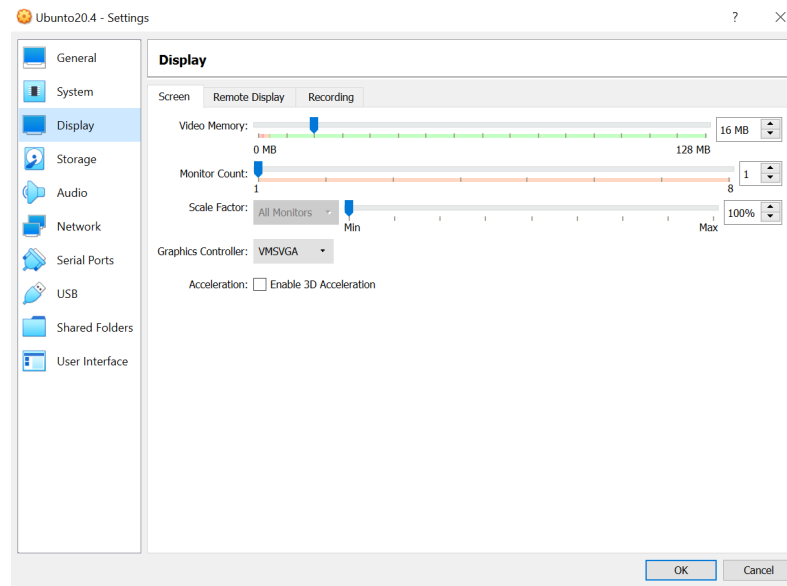 Ubunto20.4 - Settings
General
System
Display
Storage
Audio
Network
Serial Ports
USB
Shared Folders
User Interface
Display
Screen Remote Display Recording
Video Memory: 16 MB
0 MB 128 MB
Monitor Count: 1
1 8
Scale Factor: All Monitors 100%
Min Max
Graphics Controller: VMSVGA
Acceleration: Enable 3D Acceleration
OK Cancel